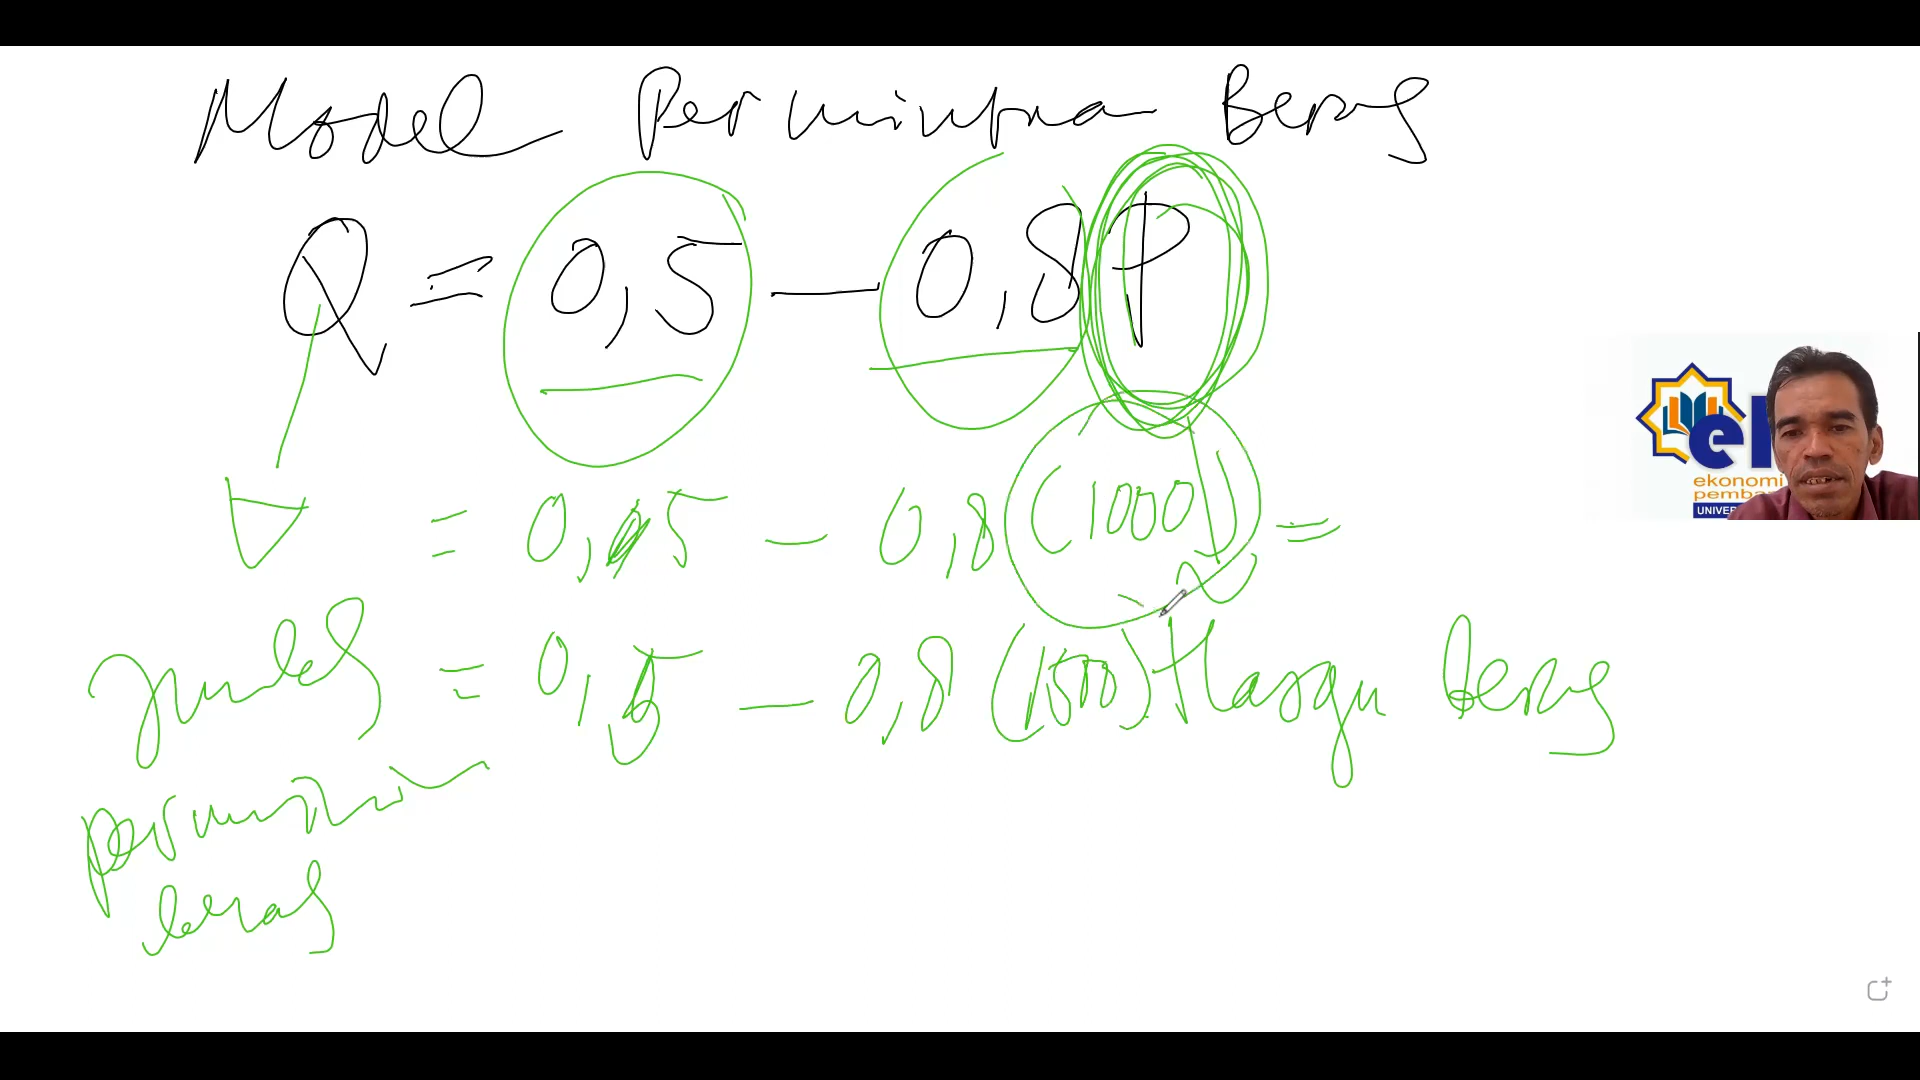 Model Permintaan Beras
Q = 0,5 — 0,8P
= 0,5 — 0,8 (1000) =
Jumlah = 0,5 — 0,8 (1500) Harga Beras
permintaan
beras
ekonomi
pemba
UNIVER